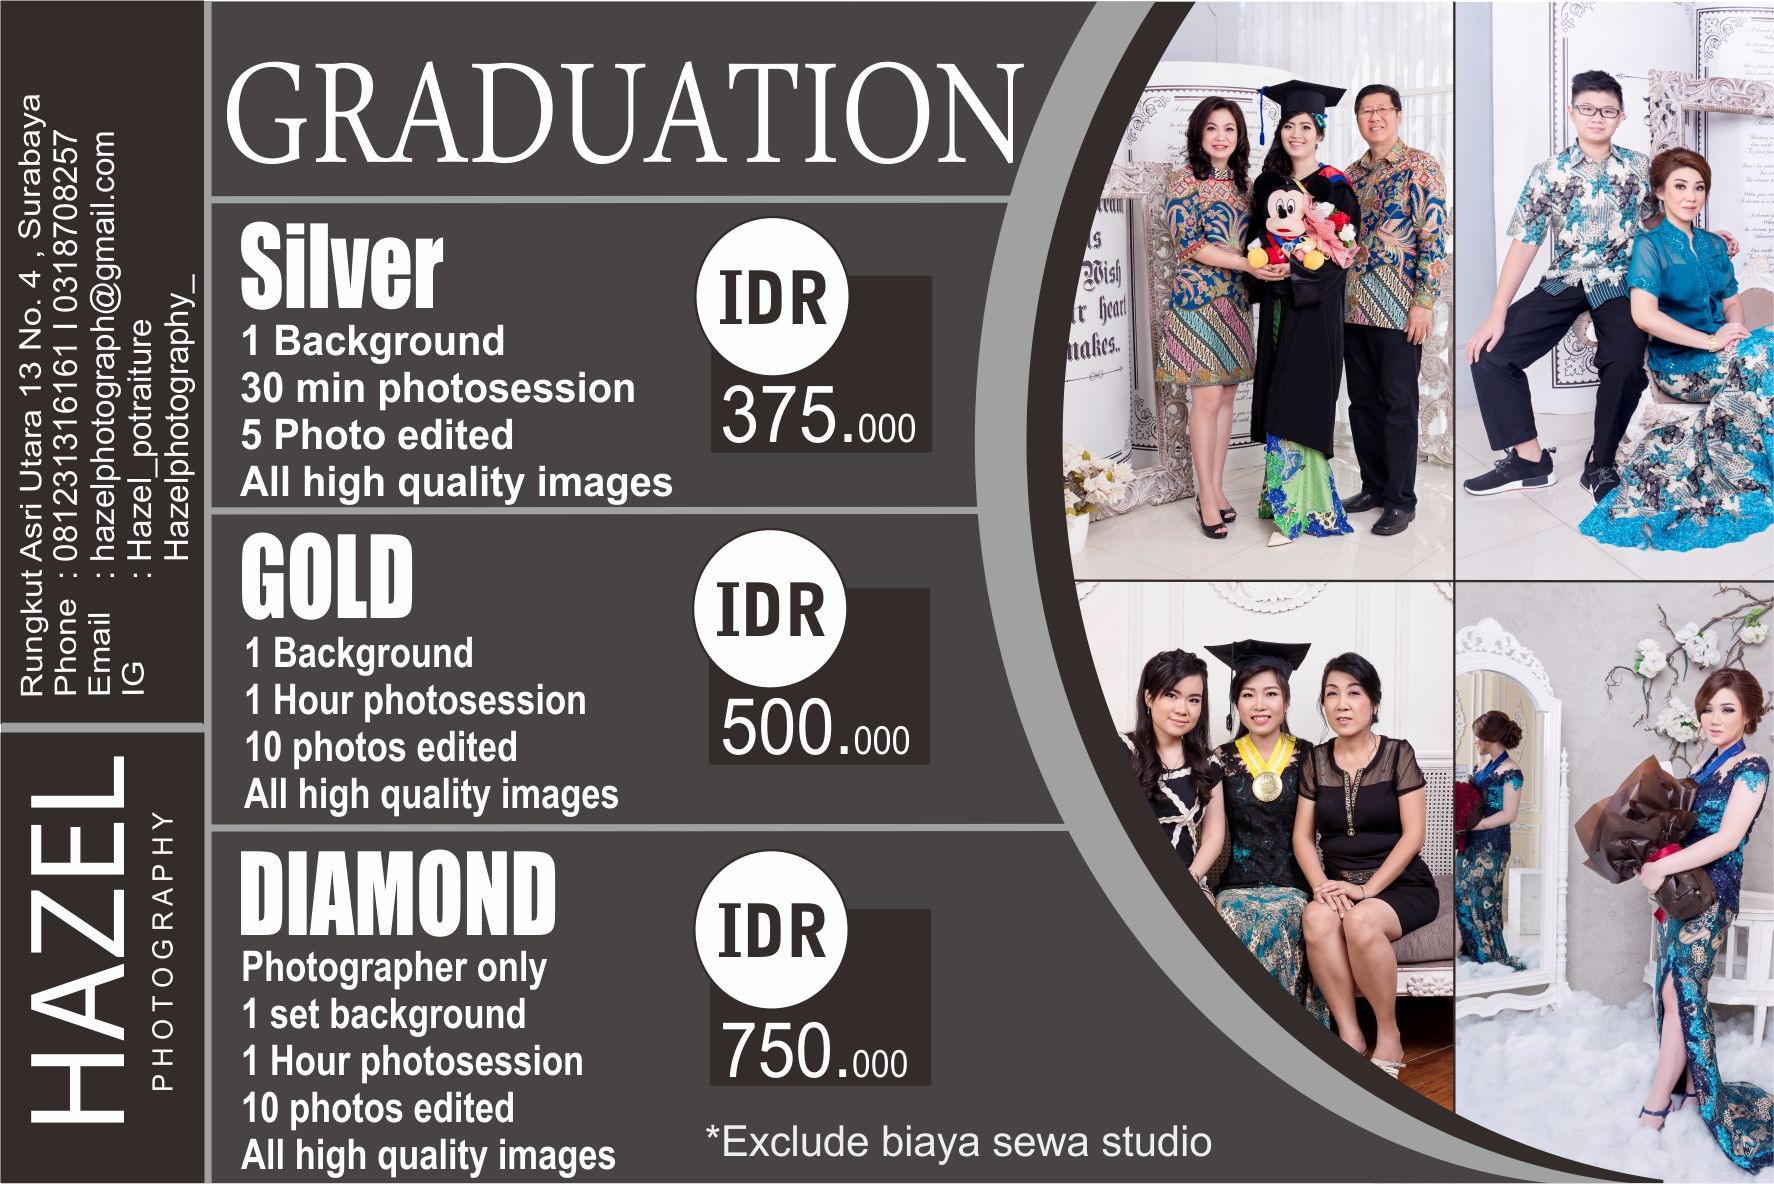 GRADUATION
Silver
1 Background
30 min photosession
5 Photo edited
All high quality images
IDR
375.000
GOLD
1 Background
1 Hour photosession
10 photos edited
All high quality images
IDR
500.000
DIAMOND
Photographer only
1 set background
1 Hour photosession
10 photos edited
All high quality images
IDR
750.000
*Exclude biaya sewa studio
Rungkut Asri Utara 13 No. 4 , Surabaya
Phone : 081231316161 I 0318708257
Email : hazelphotograph@gmail.com
IG : Hazel_potraiture
Hazelphotography_
HAZEL
PHOTOGRAPHY
Wish
heart
makes..